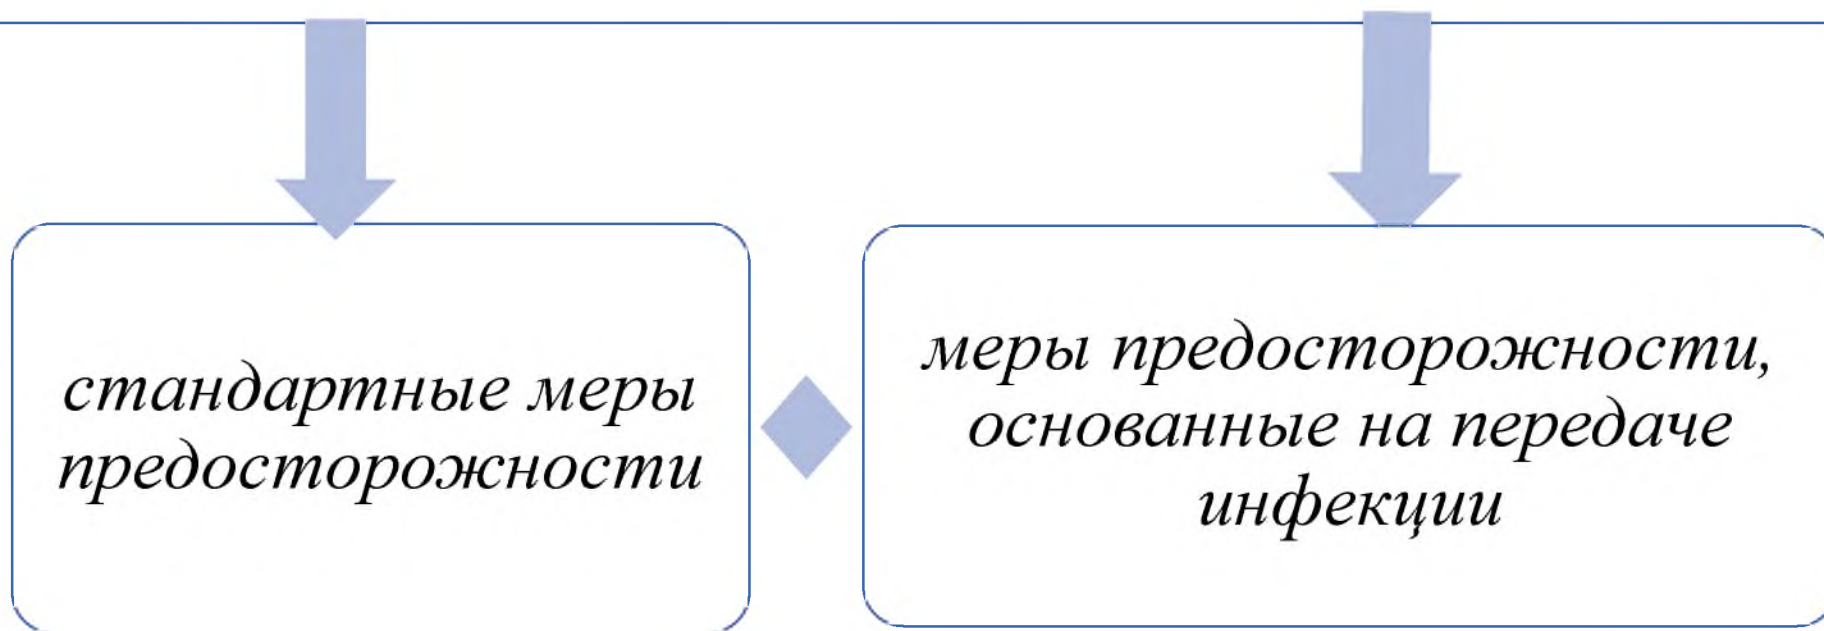 стандартные меры
предосторожности
меры предосторожности,
основанные на передаче
инфекции